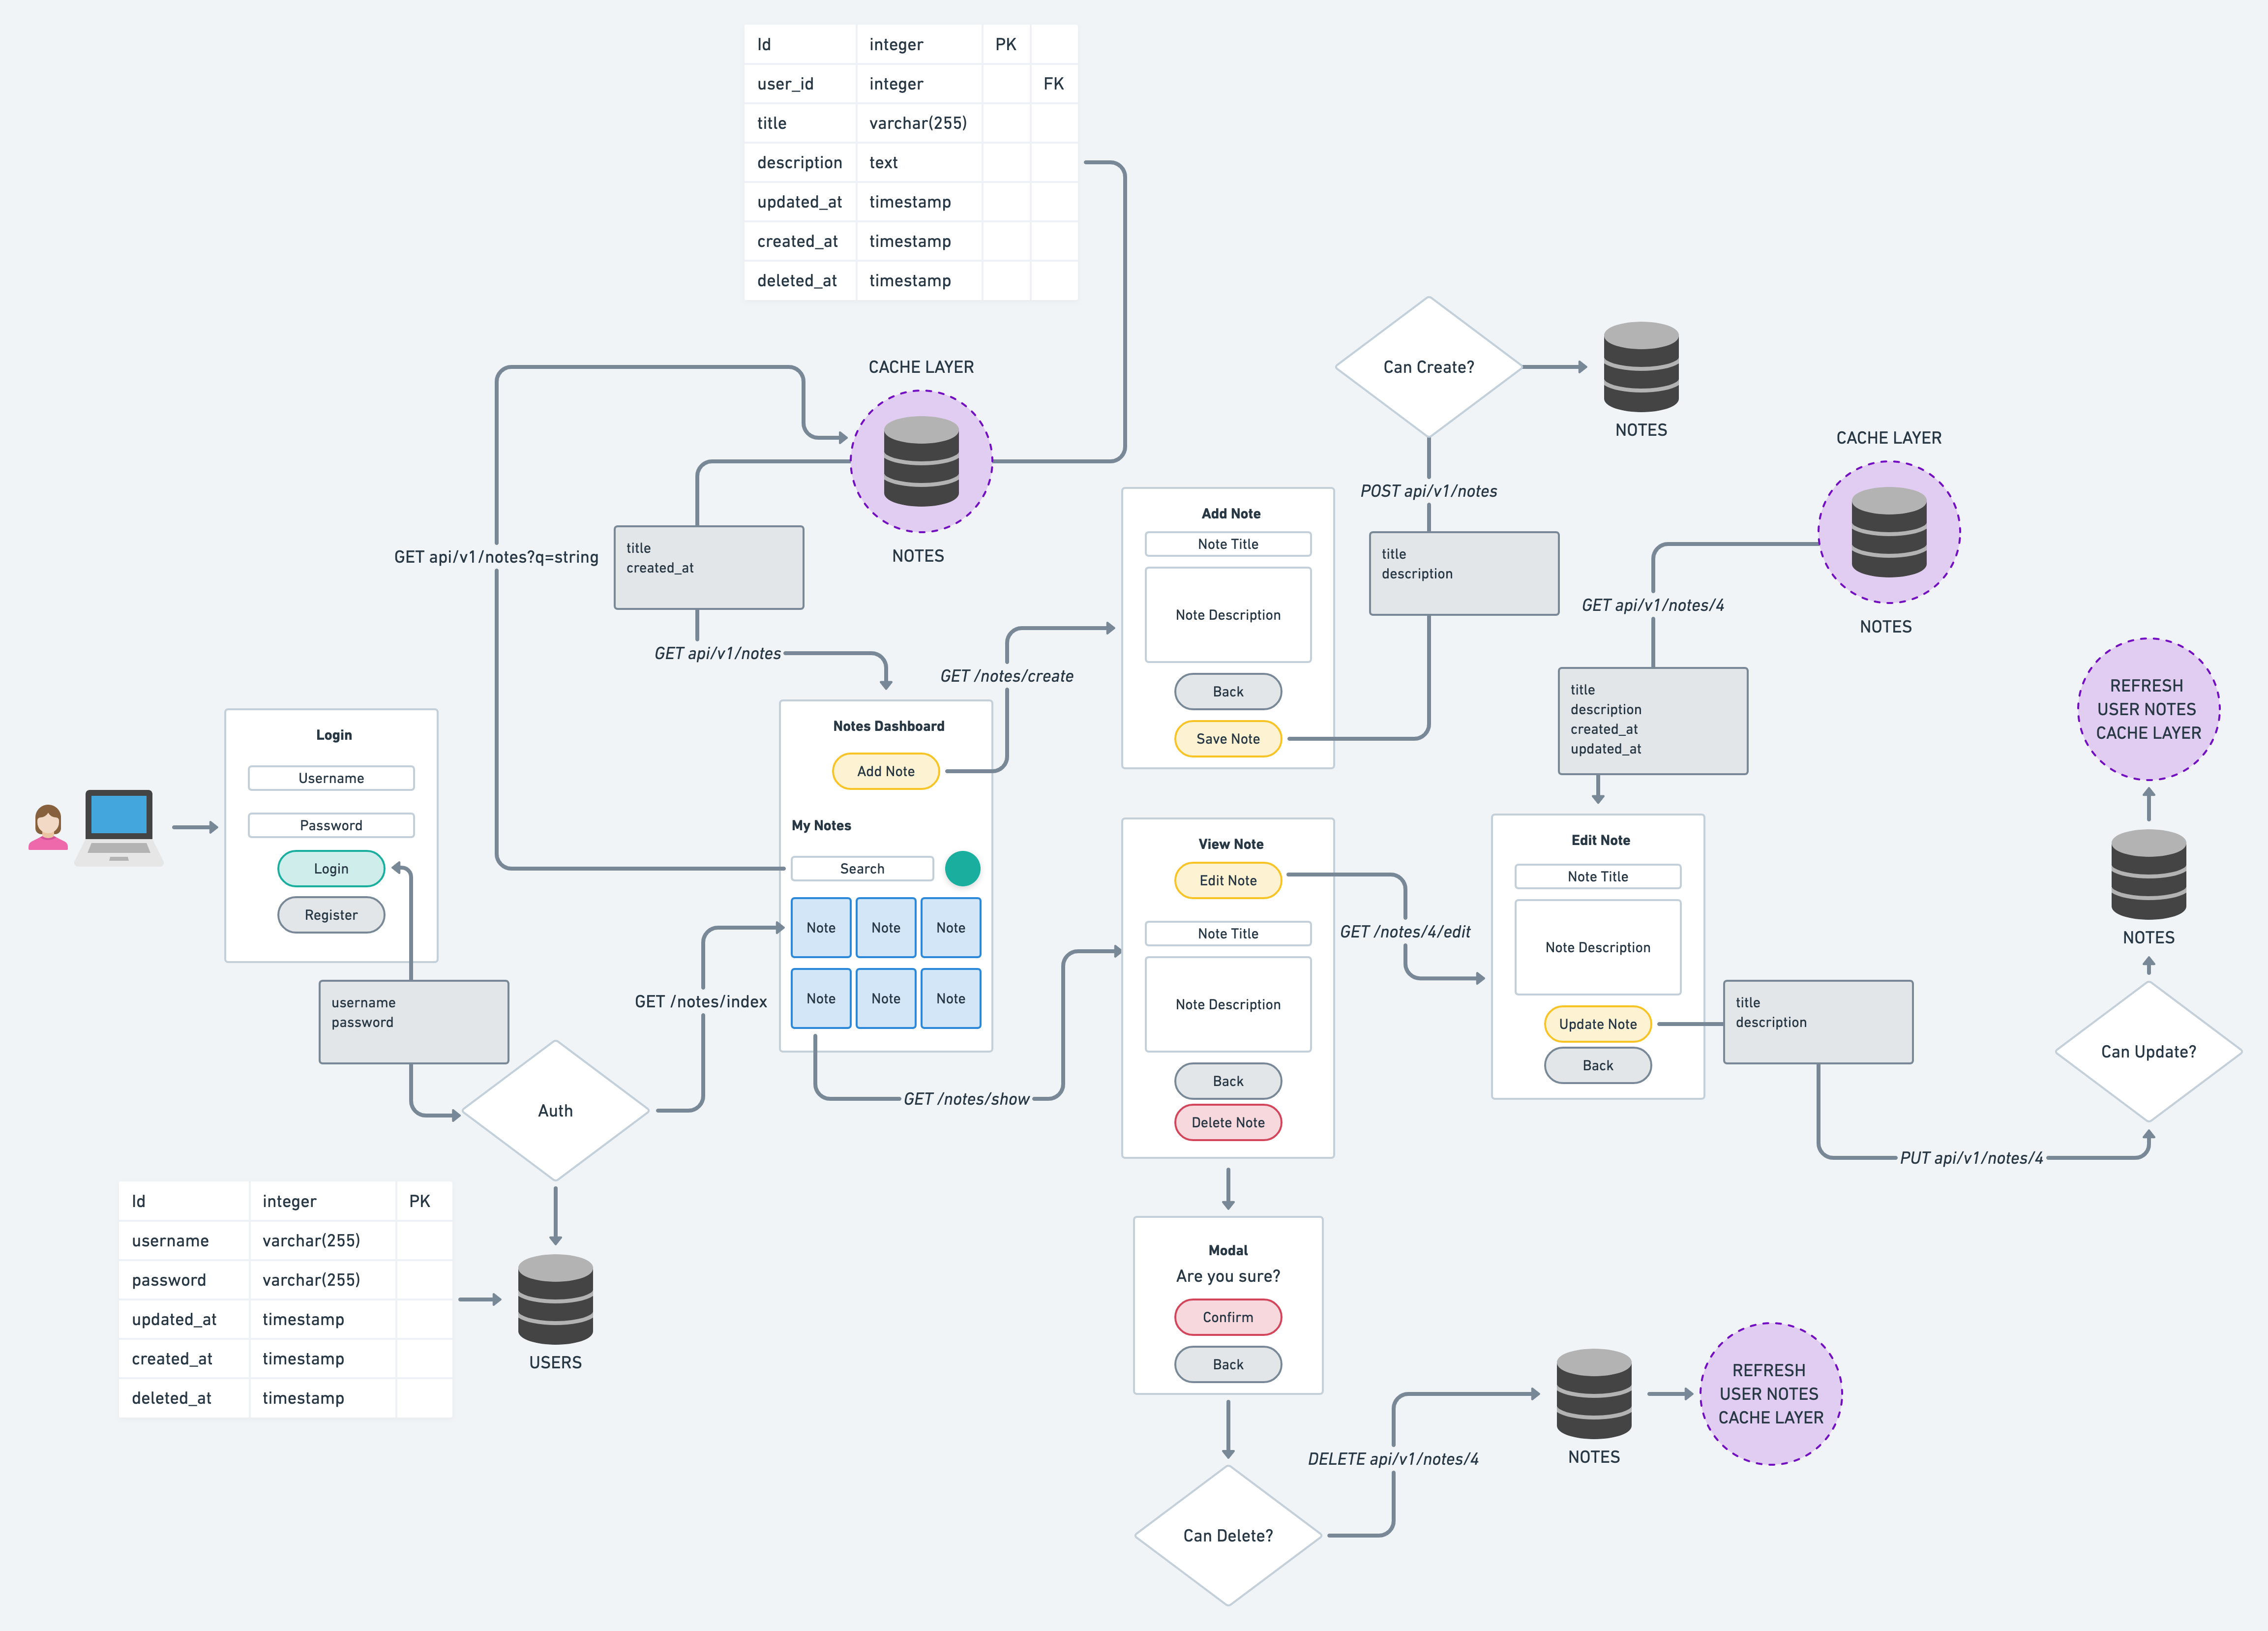 Id integer PK
user_id integer FK
title varchar(255)
description text
updated_at timestamp
created_at timestamp
deleted_at timestamp
CACHE LAYER
NOTES
GET api/v1/notes?q=string
title
created_at
GET api/v1/notes
Login
Username
Password
Login
Register
username
password
Auth
GET /notes/index
Id integer PK
username varchar(255)
password varchar(255)
updated_at timestamp
created_at timestamp
deleted_at timestamp
USERS
Notes Dashboard
Add Note
My Notes
Search
Note Note Note
Note Note Note
GET /notes/create
GET /notes/show
Add Note
Note Title
Note Description
Back
Save Note
title
description
POST api/v1/notes
Can Create?
NOTES
View Note
Edit Note
Note Title
Note Description
Back
Delete Note
GET /notes/4/edit
Modal
Are you sure?
Confirm
Back
Can Delete?
DELETE api/v1/notes/4
NOTES
REFRESH
USER NOTES
CACHE LAYER
CACHE LAYER
NOTES
GET api/v1/notes/4
title
description
created_at
updated_at
Edit Note
Note Title
Note Description
Update Note
Back
title
description
PUT api/v1/notes/4
Can Update?
NOTES
REFRESH
USER NOTES
CACHE LAYER